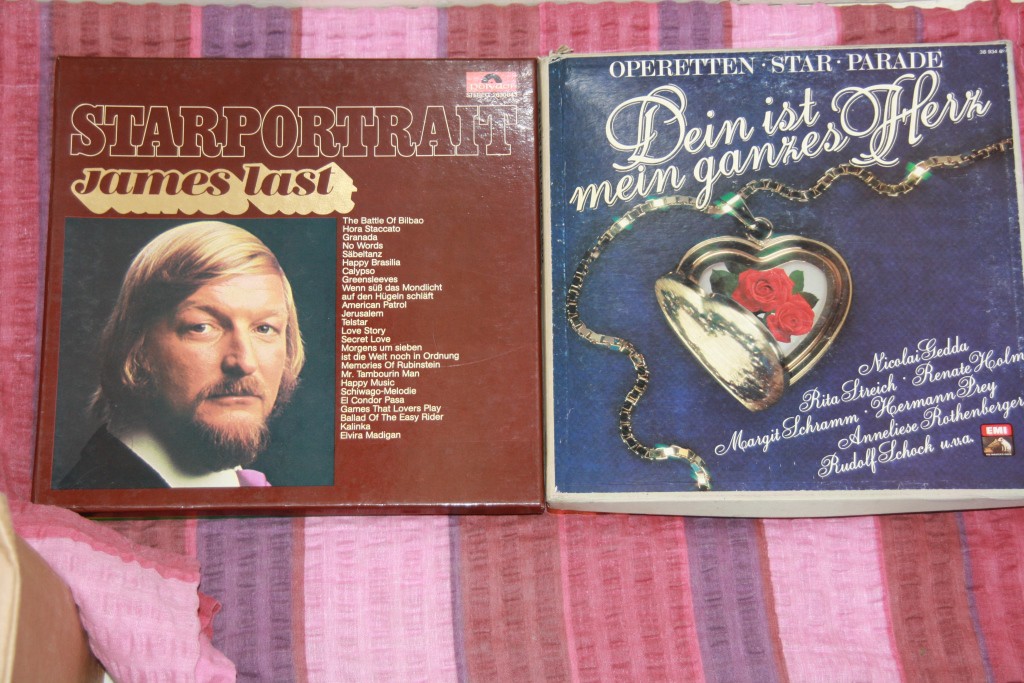 polydor
STARPORTRAIT
james last
The Battle Of Bilbao
Hora Staccato
Granada
No Words
Säbeltanz
Happy Brasilia
Calypso
Greensleeves
Wenn süß das Mondlicht
auf den Hügeln schläft
American Patrol
Jerusalem
Telstar
Love Story
Secret Love
Morgens um sieben
ist die Welt noch in Ordnung
Memories Of Rubinstein
Mr. Tambourin Man
Happy Music
Schiwago-Melodie
El Condor Pasa
Games That Lovers Play
Ballad Of The Easy Rider
Kalinka
Elvira Madigan
OPERETTEN · STAR · PARADE
Dein ist
mein ganzes Herz
Nicolai Gedda
Rita Streich · Renate Holm
Margit Schramm · Hermann Prey
Anneliese Rothenberger
Rudolf Schock u.v.a.
EMI